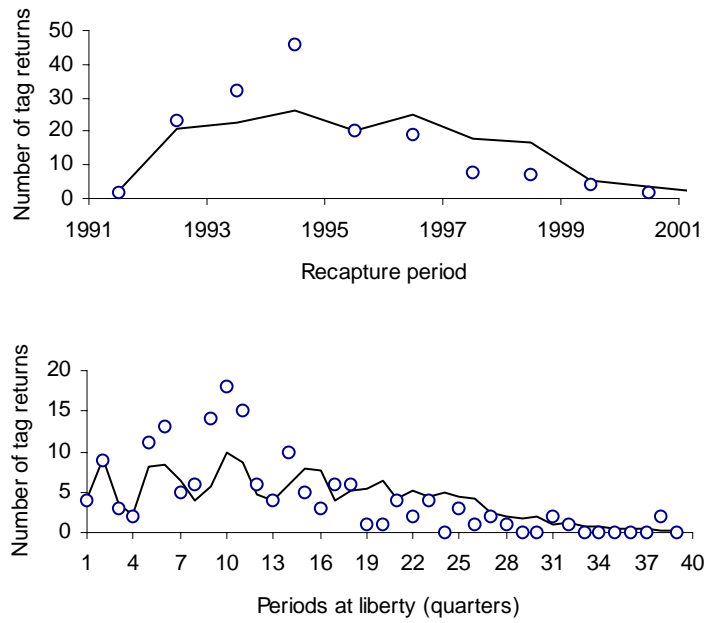 50
40
30
20
10
0
Number of tag returns
1991 1993 1995 1997 1999 2001
Recapture period
20
15
10
5
0
Number of tag returns
1 4 7 10 13 16 19 22 25 28 31 34 37 40
Periods at liberty (quarters)